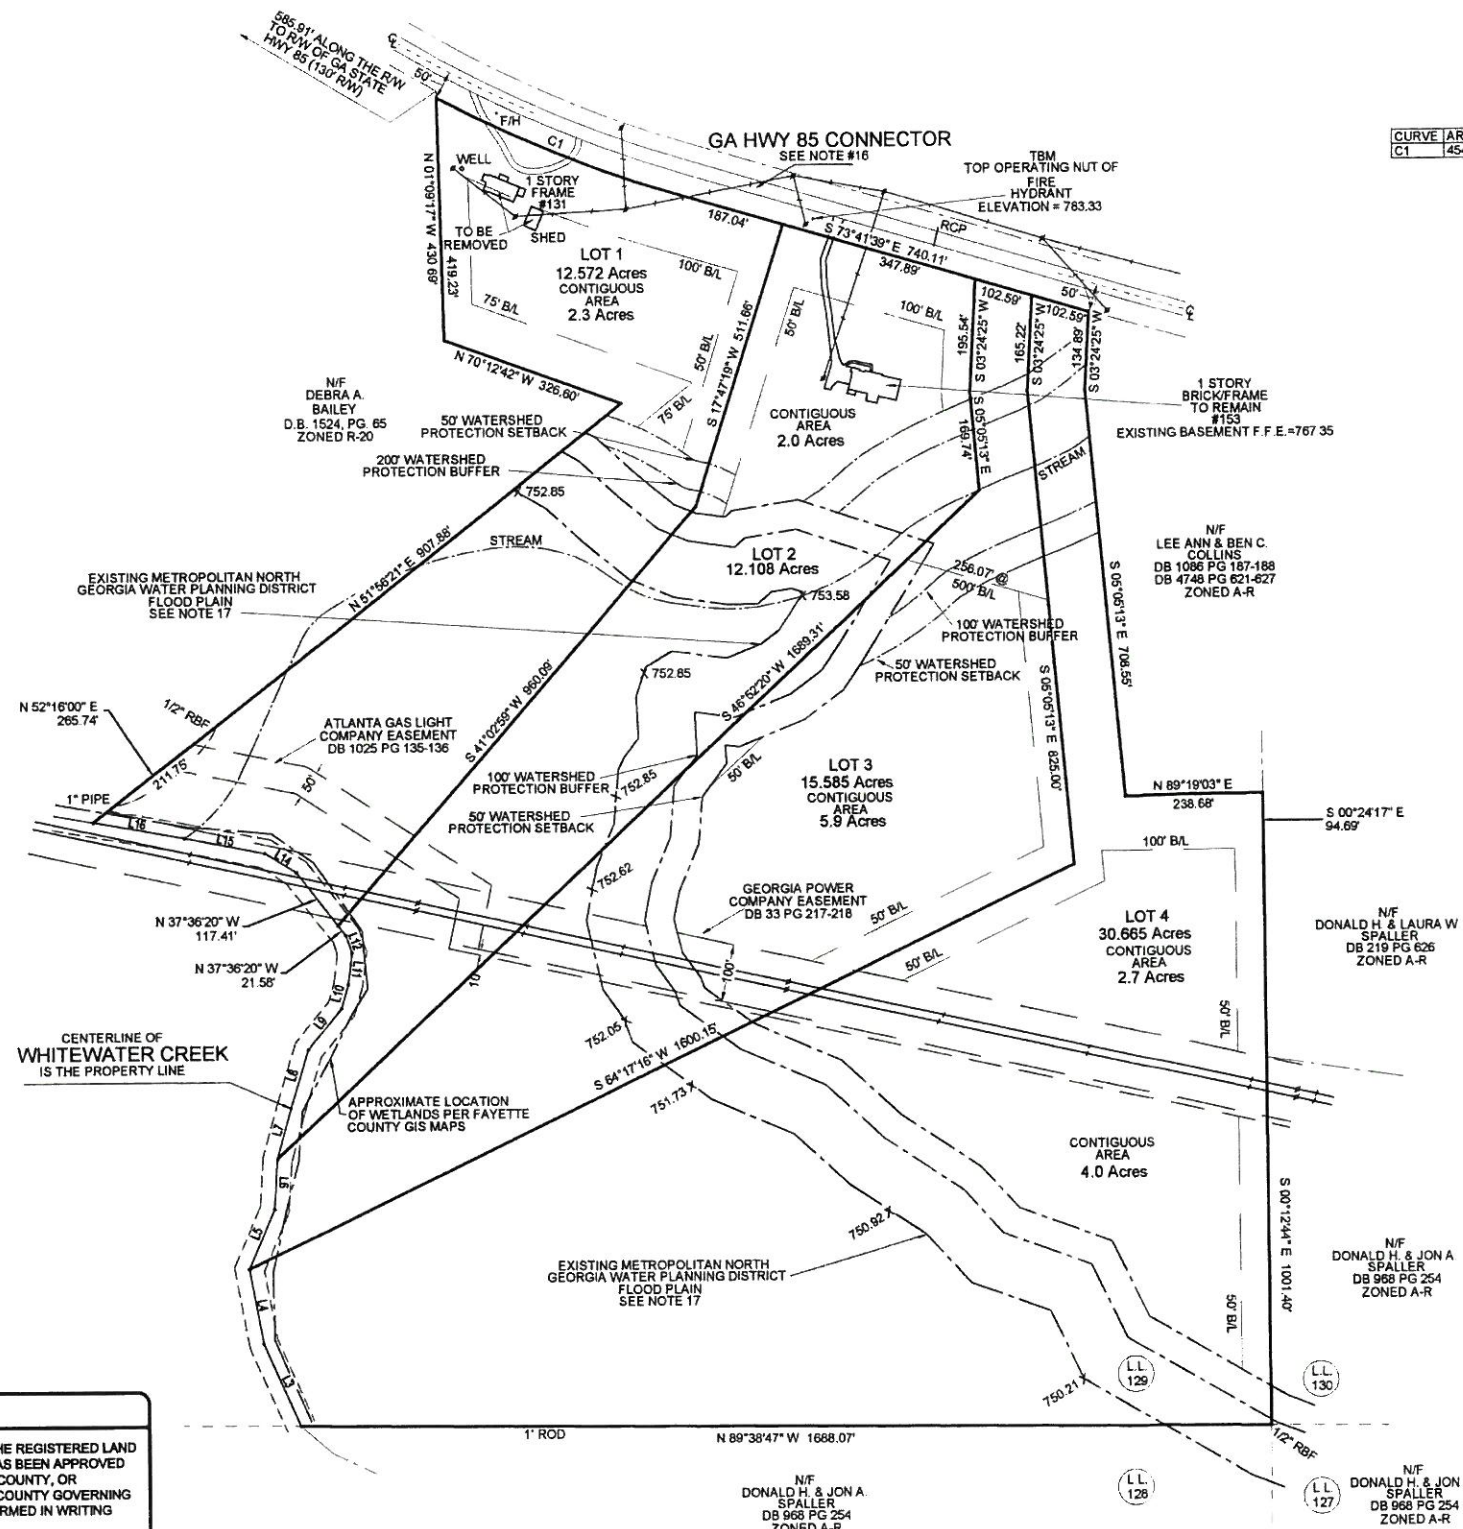 585.91' ALONG THE R/W
TO R/W OF GA STATE
HWY 85 (130' R/W)
50'
F/H
C1
GA HWY 85 CONNECTOR
SEE NOTE #16
TBM
TOP OPERATING NUT OF
FIRE
HYDRANT
ELEVATION = 783.33
CURVE
C1
WELL
1 STORY
FRAME
#131
TO BE
REMOVED
SHED
187.04'
S 73°41'39" E 740.11'
347.89'
RCP
102.59'
50'
102.59'
N 01°09'17" W 430.69'
419.23'
LOT 1
12.572 Acres
CONTIGUOUS
AREA
2.3 Acres
100' B/L
75' B/L
50' B/L
50' B/L
100' B/L
75' B/L
S 17°47'19" W 511.66'
195.54'
S 03°24'25" W
165.22'
S 03°24'25" W
134.89'
S 03°24'25" W
S 05°05'13" E
169.74'
N 70°12'42" W 326.60'
N/F
DEBRA A.
BAILEY
D.B. 1524, PG. 65
ZONED R-20
50' WATERSHED
PROTECTION SETBACK
200' WATERSHED
PROTECTION BUFFER
CONTIGUOUS
AREA
2.0 Acres
1 STORY
BRICK/FRAME
TO REMAIN
#153
EXISTING BASEMENT F.F.E.=767.35
STREAM
752.85
STREAM
N 51°56'21" E 907.88'
LOT 2
12.108 Acres
753.58
256.07' @
500' B/L
N/F
LEE ANN & BEN C.
COLLINS
DB 1086 PG 187-188
DB 4748 PG 621-627
ZONED A-R
EXISTING METROPOLITAN NORTH
GEORGIA WATER PLANNING DISTRICT
FLOOD PLAIN
SEE NOTE 17
100' WATERSHED
PROTECTION BUFFER
50' WATERSHED
PROTECTION SETBACK
S 05°05'13" E 708.55'
S 05°05'13" E 825.00'
752.85
S 46°52'20" W 1689.31'
S 41°02'59" W 960.09'
N 52°16'00" E
265.74'
1/2" RBF
211.75'
1" PIPE
ATLANTA GAS LIGHT
COMPANY EASEMENT
DB 1025 PG 135-136
50'
100' WATERSHED
PROTECTION BUFFER
752.85
50' WATERSHED
PROTECTION SETBACK
50' B/L
LOT 3
15.585 Acres
CONTIGUOUS
AREA
5.9 Acres
N 89°19'03" E
238.68'
S 00°24'17" E
94.69'
100' B/L
L16
L15
L14
752.62
GEORGIA POWER
COMPANY EASEMENT
DB 33 PG 217-218
50' B/L
50' B/L
LOT 4
30.665 Acres
CONTIGUOUS
AREA
2.7 Acres
N/F
DONALD H. & LAURA W
SPALLER
DB 219 PG 626
ZONED A-R
N 37°36'20" W
117.41'
N 37°36'20" W
21.58'
L12
L11
L10
L9
L8
L7
L6
L5
L4
L3
10'
100'
50' B/L
CENTERLINE OF
WHITEWATER CREEK
IS THE PROPERTY LINE
752.05
S 64°17'16" W 1600.15'
751.73
APPROXIMATE LOCATION
OF WETLANDS PER FAYETTE
COUNTY GIS MAPS
CONTIGUOUS
AREA
4.0 Acres
S 00°12'44" E 1001.40'
750.92
EXISTING METROPOLITAN NORTH
GEORGIA WATER PLANNING DISTRICT
FLOOD PLAIN
SEE NOTE 17
N/F
DONALD H. & JON A
SPALLER
DB 968 PG 254
ZONED A-R
50' B/L
750.21
L.L.
129
L.L.
130
1" ROD
N 89°38'47" W 1688.07'
1/2" RBF
HE REGISTERED LAND
AS BEEN APPROVED
COUNTY, OR
COUNTY GOVERNING
RMED IN WRITING
N/F
DONALD H. & JON A.
SPALLER
DB 968 PG 254
ZONED A-R
L.L.
128
L.L.
127
N/F
DONALD H. & JON
SPALLER
DB 968 PG 254
ZONED A-R